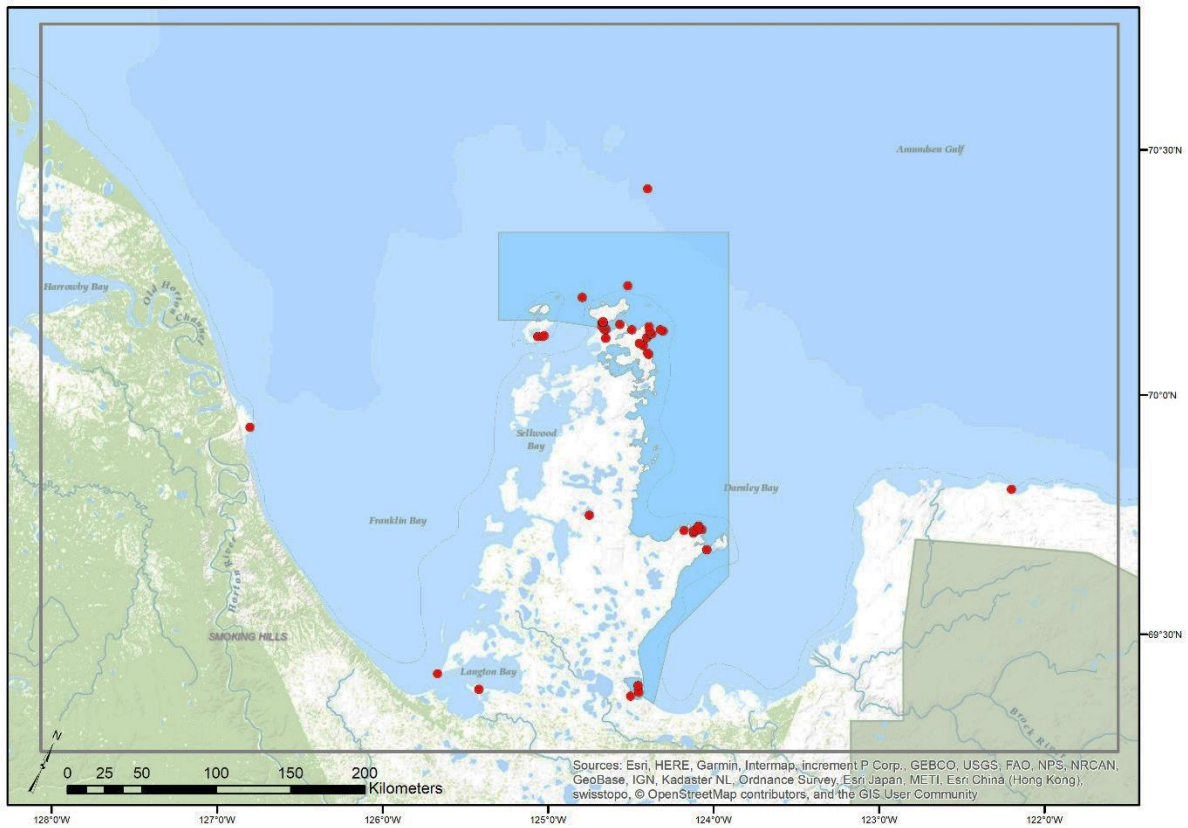 Amundsen Gulf
70°30'N
Harrowby Bay
Old Horton Channel
70°0'N
Sellwood Bay
Darnley Bay
Franklin Bay
Horton River
SMOKING HILLS
69°30'N
Langton Bay
Brock River
N
0 25 50 100 150 200
Kilometers
Sources: Esri, HERE, Garmin, Intermap, increment P Corp., GEBCO, USGS, FAO, NPS, NRCAN,
GeoBase, IGN, Kadaster NL, Ordnance Survey, Esri Japan, METI, Esri China (Hong Kong),
swisstopo, © OpenStreetMap contributors, and the GIS User Community
128°0'W 127°0'W 126°0'W 125°0'W 124°0'W 123°0'W 122°0'W